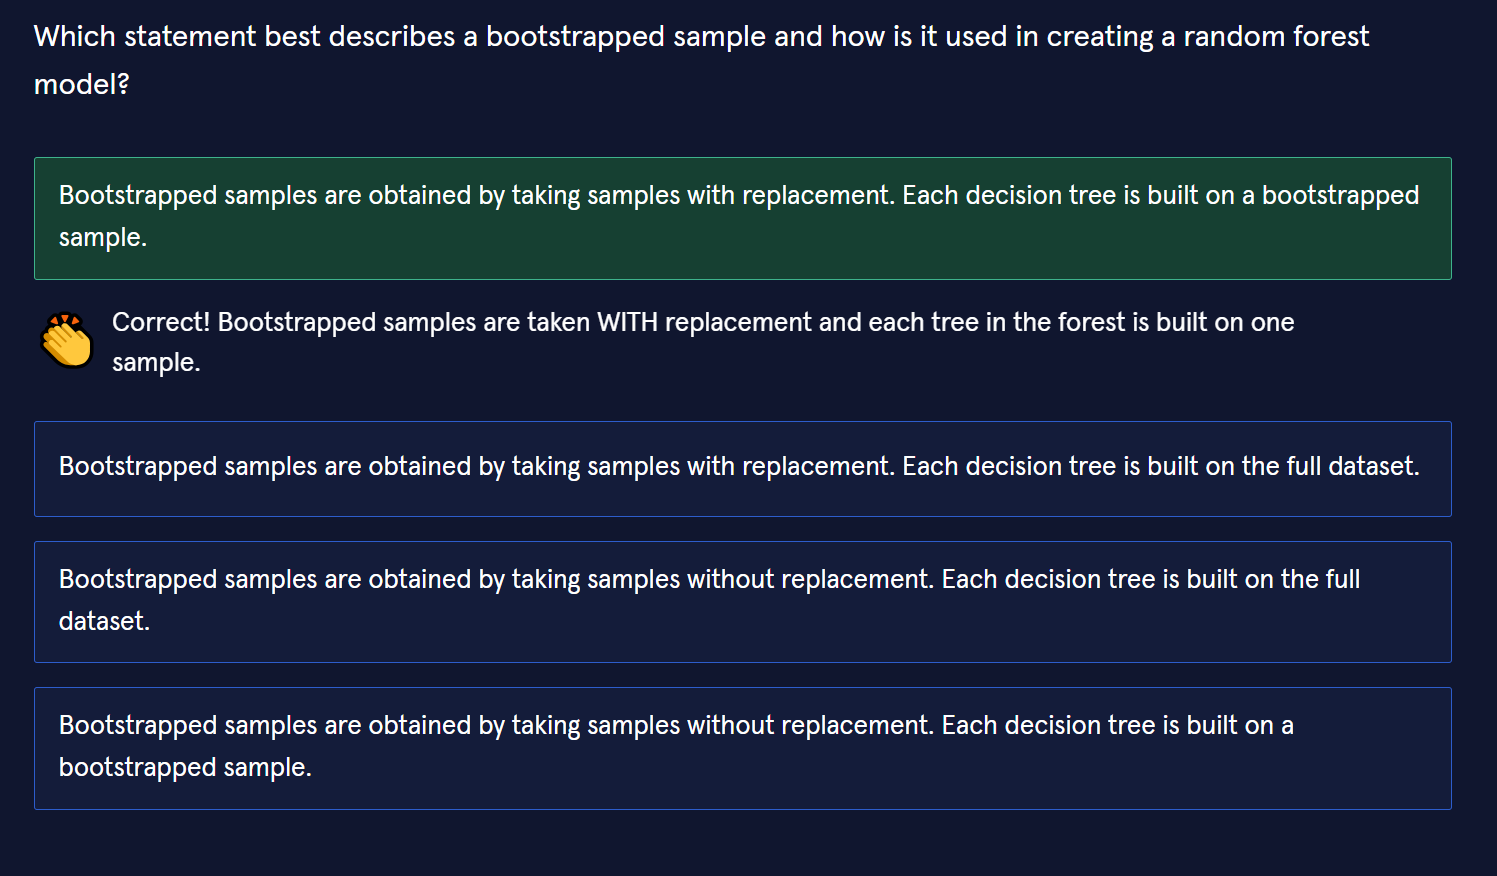 Which statement best describes a bootstrapped sample and how is it used in creating a random forest
model?
Bootstrapped samples are obtained by taking samples with replacement. Each decision tree is built on a bootstrapped
sample.
Correct! Bootstrapped samples are taken WITH replacement and each tree in the forest is built on one
sample.
Bootstrapped samples are obtained by taking samples with replacement. Each decision tree is built on the full dataset.
Bootstrapped samples are obtained by taking samples without replacement. Each decision tree is built on the full
dataset.
Bootstrapped samples are obtained by taking samples without replacement. Each decision tree is built on a
bootstrapped sample.